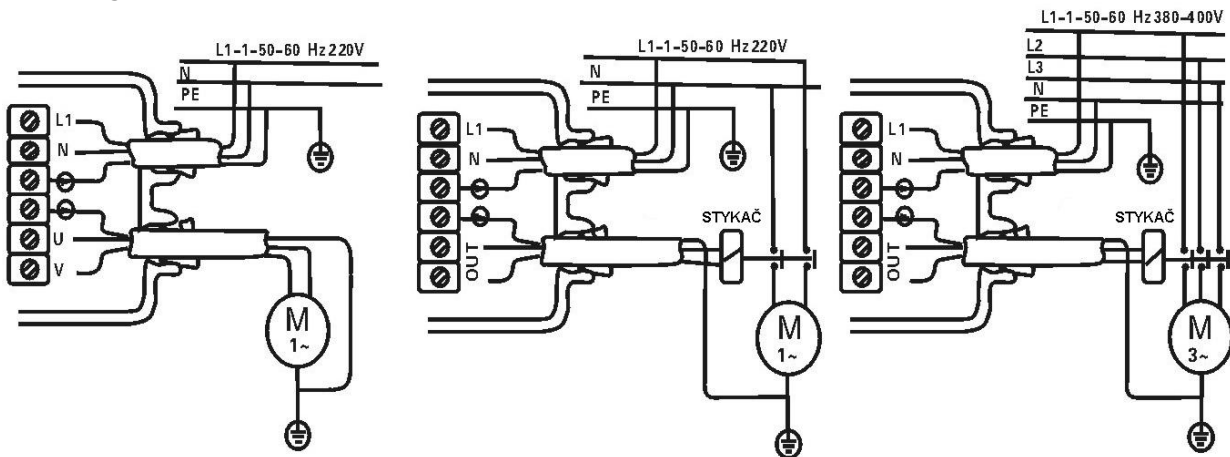 L1-1-50-60 Hz 220V
N
PE
L1
N
U
V
M
1~
L1-1-50-60 Hz 220V
N
PE
L1
N
STYKAČ
OUT
M
1~
L1-1-50-60 Hz 380-400V
L2
L3
N
PE
L1
N
STYKAČ
OUT
M
3~